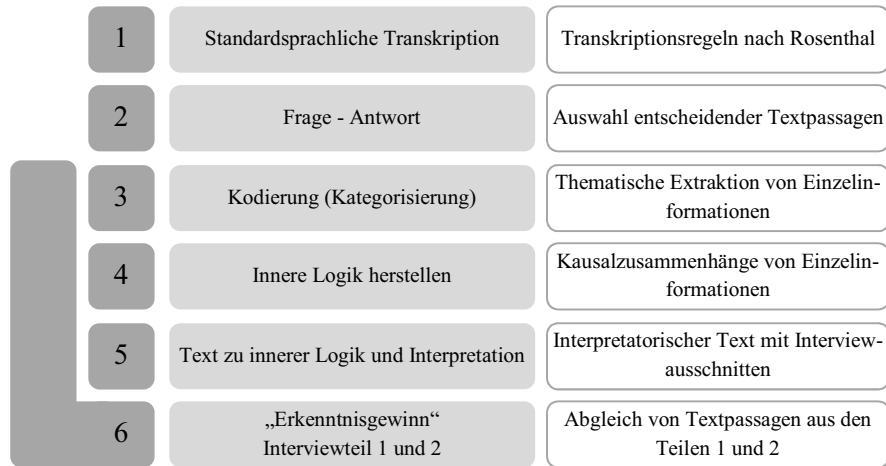 1
Standardsprachliche Transkription
Transkriptionsregeln nach Rosenthal
2
Frage - Antwort
Auswahl entscheidender Textpassagen
3
Kodierung (Kategorisierung)
Thematische Extraktion von Einzelin-
formationen
4
Innere Logik herstellen
Kausalzusammenhänge von Einzelin-
formationen
5
Text zu innerer Logik und Interpretation
Interpretatorischer Text mit Interview-
ausschnitten
6
„Erkenntnisgewinn“
Interviewteil 1 und 2
Abgleich von Textpassagen aus den
Teilen 1 und 2